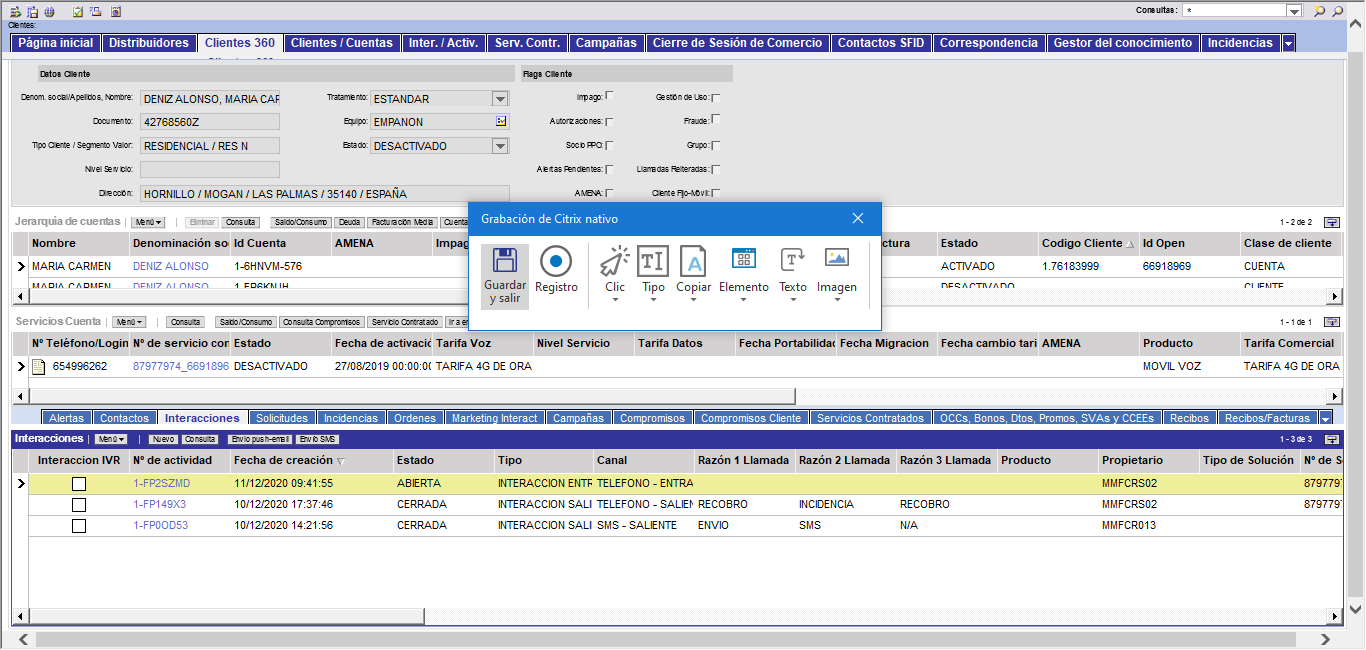 Consultas: *
Clientes:
Página inicial Distribuidores Clientes 360 Clientes / Cuentas Inter. / Activ. Serv. Contr. Campañas Cierre de Sesión de Comercio Contactos SFID Correspondencia Gestor del conocimiento Incidencias
Datos Cliente Flags Cliente
Denom. social/Apellidos, Nombre: DENIZ ALONSO, MARIA CAR Tratamiento: ESTANDAR Impago: Gestión de Uso:
Documento: 42768560Z Equipo: EMPANON Autorizaciones: Fraude:
Tipo Cliente / Segmento Valor: RESIDENCIAL / RES N Estado: DESACTIVADO Socio PPO: Grupo:
Nivel Servicio: Alertas Pendientes: Llamadas Reiteradas:
Dirección: HORNILLO / MOGAN / LAS PALMAS / 35140 / ESPAÑA AMENA: Cliente Fijo-Móvil:
Grabación de Citrix nativo
Guardar y salir Registro Clic Tipo Copiar Elemento Texto Imagen
Jerarquía de cuentas Menú Eliminar Consulta Saldo/Consumo Deuda Facturación Media Cuenta 1 - 2 de 2
Nombre Denominación so Id Cuenta AMENA Impag ctura Estado Codigo Cliente Id Open Clase de cliente
MARIA CARMEN DENIZ ALONSO 1-6HNVM-576 ACTIVADO 1.76183999 66918969 CUENTA
MARIA CARMEN DENIZ ALONSO DESACTIVADO CLIENTE
Servicios Cuenta Menú Consulta Saldo/Consumo Consulta Compromisos Servicio Contratado Ir a e 1 - 1 de 1
Nº Teléfono/Login Nº de servicio con Estado Fecha de activació Tarifa Voz Nivel Servicio Tarifa Datos Fecha Portabilidad Fecha Migracion Fecha cambio tari AMENA Producto Tarifa Comercial
654996262 87977974_6691896 DESACTIVADO 27/08/2019 00:00:00 TARIFA 4G DE ORA MOVIL VOZ TARIFA 4G DE ORA
Alertas Contactos Interacciones Solicitudes Incidencias Ordenes Marketing Interact Campañas Compromisos Compromisos Cliente Servicios Contratados OCCs, Bonos, Dtos, Promos, SVAs y CCEEs Recibos Recibos/Facturas
Interacciones Menú Nuevo Consulta Envío push-email Envío SMS 1 - 3 de 3
Interaccion IVR Nº de actividad Fecha de creación Estado Tipo Canal Razón 1 Llamada Razón 2 Llamada Razón 3 Llamada Producto Propietario Tipo de Solución Nº de S
1-FP2SZMD 11/12/2020 09:41:55 ABIERTA INTERACCION ENTR TELEFONO - ENTRA MMFCRS02 879779
1-FP149X3 10/12/2020 17:37:46 CERRADA INTERACCION SALI TELEFONO - SALIEN RECOBRO INCIDENCIA RECOBRO MMFCRS02 879779
1-FP0OD53 10/12/2020 14:21:56 CERRADA INTERACCION SALI SMS - SALIENTE ENVIO SMS N/A MMFCR013